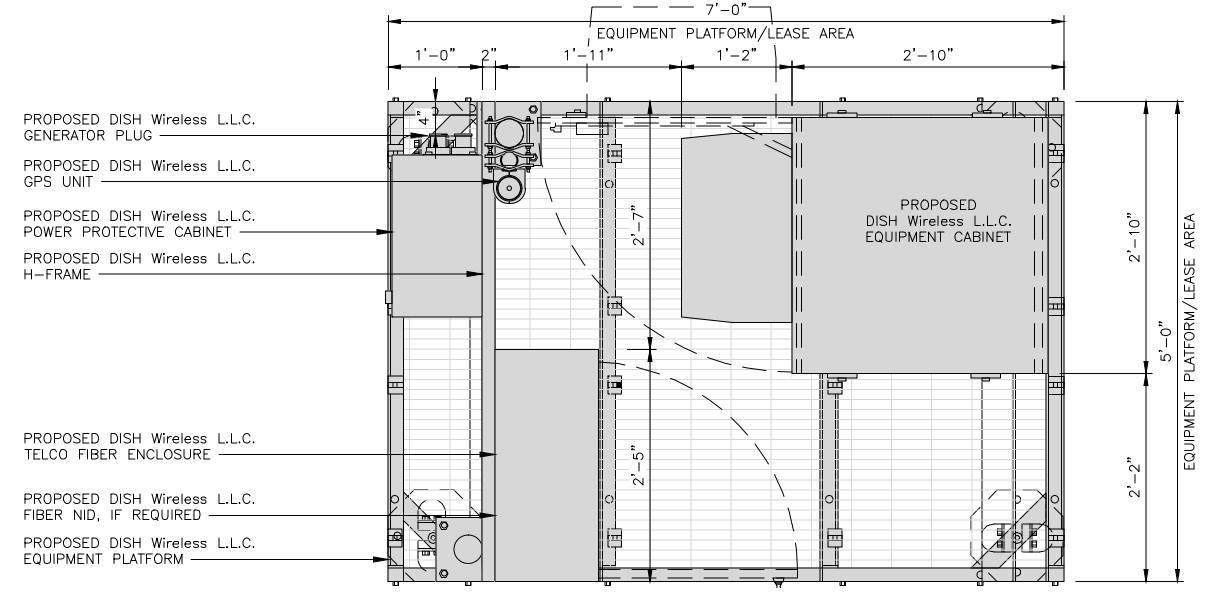 7'-0"
EQUIPMENT PLATFORM/LEASE AREA
1'-0"
2"
1'-11"
1'-2"
2'-10"
4"
PROPOSED DISH Wireless L.L.C.
GENERATOR PLUG
PROPOSED DISH Wireless L.L.C.
GPS UNIT
PROPOSED DISH Wireless L.L.C.
POWER PROTECTIVE CABINET
PROPOSED DISH Wireless L.L.C.
H-FRAME
PROPOSED
DISH Wireless L.L.C.
EQUIPMENT CABINET
2'-7"
2'-10"
5'-0"
EQUIPMENT PLATFORM/LEASE AREA
PROPOSED DISH Wireless L.L.C.
TELCO FIBER ENCLOSURE
2'-5"
2'-2"
PROPOSED DISH Wireless L.L.C.
FIBER NID, IF REQUIRED
PROPOSED DISH Wireless L.L.C.
EQUIPMENT PLATFORM